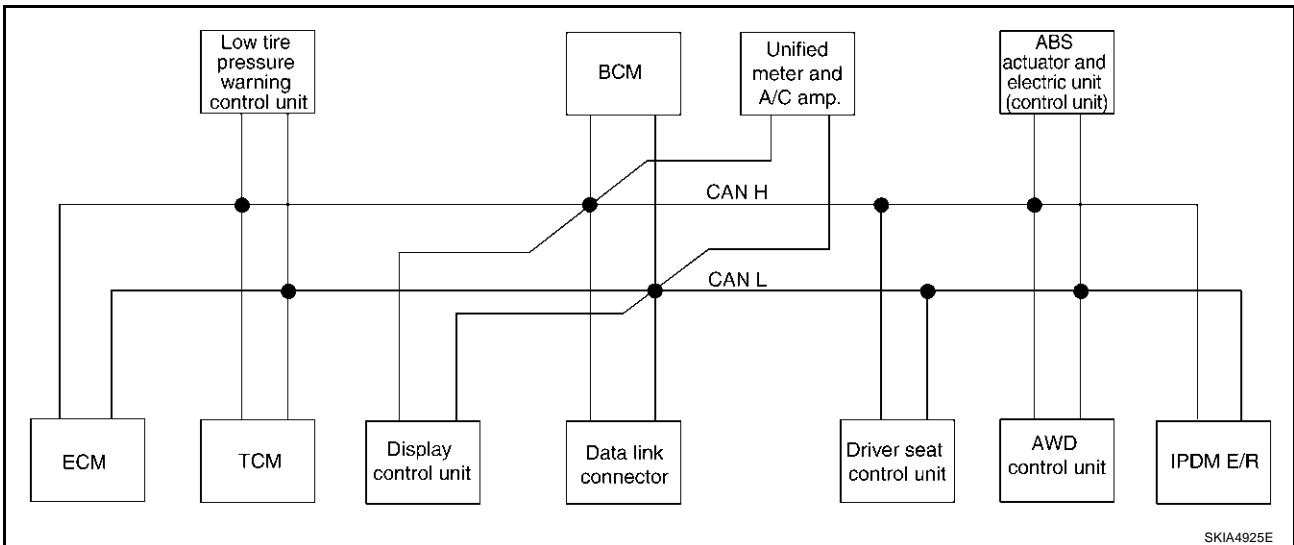 Low tire
pressure
warning
control unit
BCM
Unified
meter and
A/C amp.
ABS
actuator and
electric unit
(control unit)
CAN H
CAN L
ECM
TCM
Display
control unit
Data link
connector
Driver seat
control unit
AWD
control unit
IPDM E/R
SKIA4925E